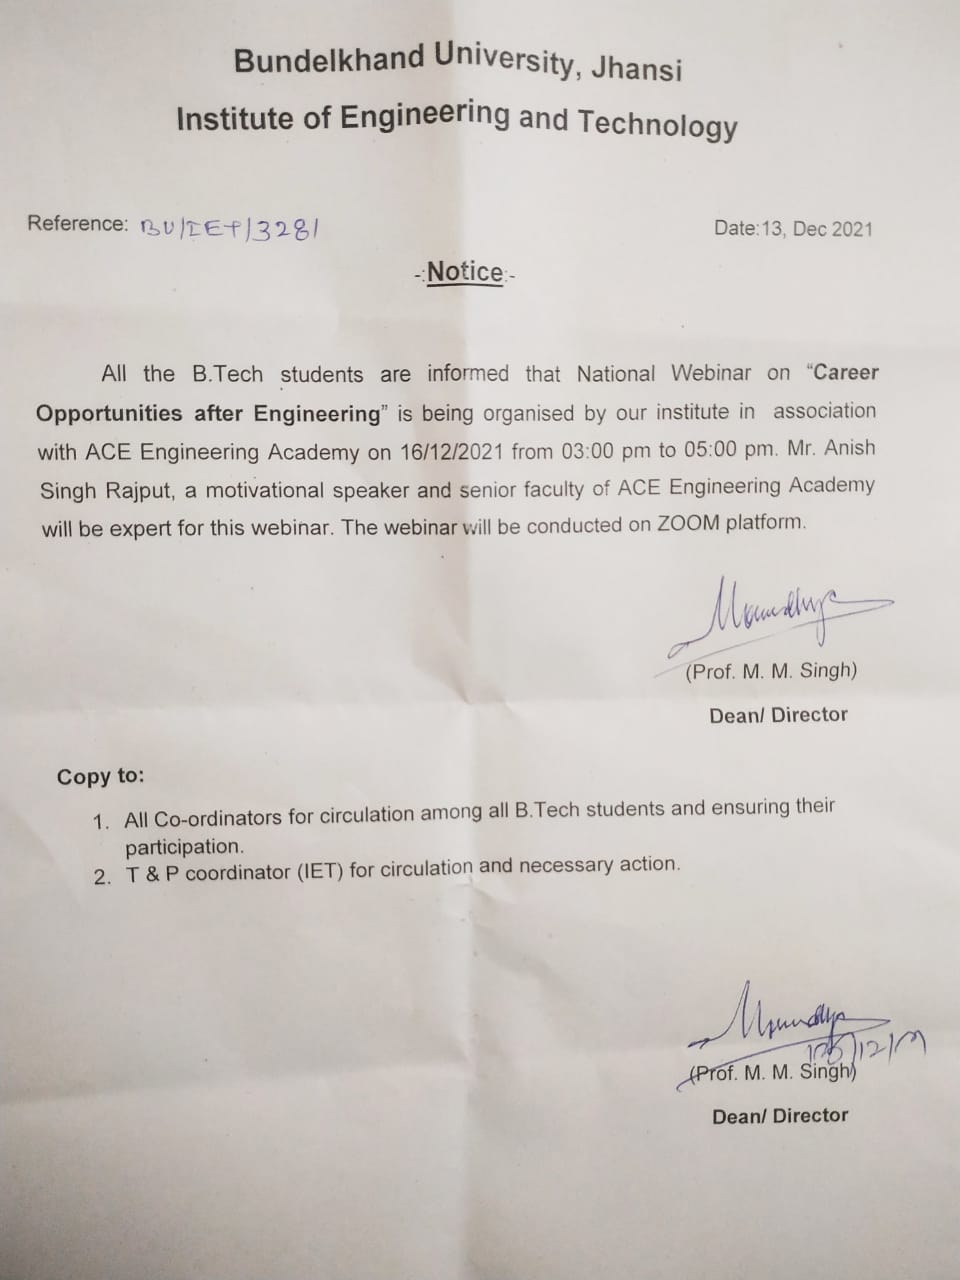 Bundelkhand University, Jhansi
Institute of Engineering and Technology
Reference: BU/IET/3281
Date:13, Dec 2021
-:Notice:-
All the B.Tech students are informed that National Webinar on “Career
Opportunities after Engineering” is being organised by our institute in association
with ACE Engineering Academy on 16/12/2021 from 03:00 pm to 05:00 pm. Mr. Anish
Singh Rajput, a motivational speaker and senior faculty of ACE Engineering Academy
will be expert for this webinar. The webinar will be conducted on ZOOM platform.
(Prof. M. M. Singh)
Dean/ Director
Copy to:
1. All Co-ordinators for circulation among all B.Tech students and ensuring their
participation.
2. T & P coordinator (IET) for circulation and necessary action.
(Prof. M. M. Singh)
Dean/ Director